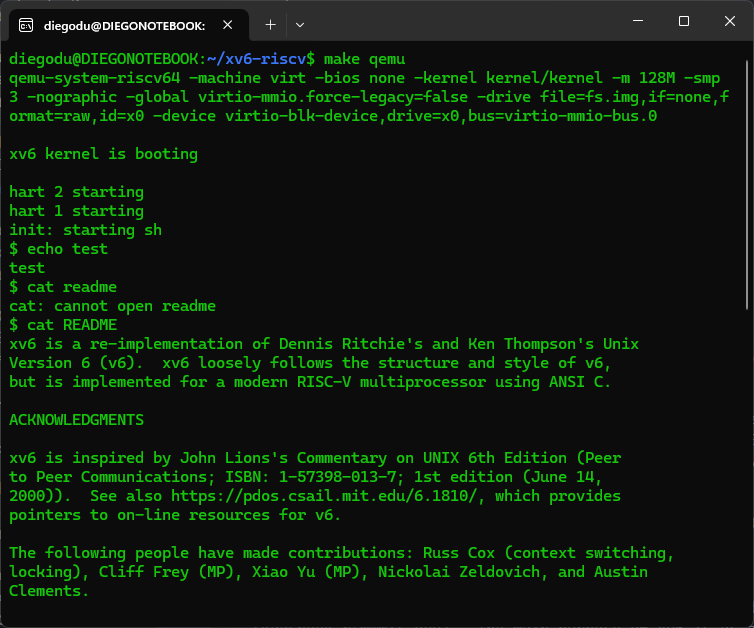 diegodu@DIEGONOTEBOOK:
diegodu@DIEGONOTEBOOK:~/xv6-riscv$ make qemu
qemu-system-riscv64 -machine virt -bios none -kernel kernel/kernel -m 128M -smp
3 -nographic -global virtio-mmio.force-legacy=false -drive file=fs.img,if=none,f
ormat=raw,id=x0 -device virtio-blk-device,drive=x0,bus=virtio-mmio-bus.0
xv6 kernel is booting
hart 2 starting
hart 1 starting
init: starting sh
$ echo test
test
$ cat readme
cat: cannot open readme
$ cat README
xv6 is a re-implementation of Dennis Ritchie's and Ken Thompson's Unix
Version 6 (v6).  xv6 loosely follows the structure and style of v6,
but is implemented for a modern RISC-V multiprocessor using ANSI C.
ACKNOWLEDGMENTS
xv6 is inspired by John Lions's Commentary on UNIX 6th Edition (Peer
to Peer Communications; ISBN: 1-57398-013-7; 1st edition (June 14,
2000)).  See also https://pdos.csail.mit.edu/6.1810/, which provides
pointers to on-line resources for v6.
The following people have made contributions: Russ Cox (context switching,
locking), Cliff Frey (MP), Xiao Yu (MP), Nickolai Zeldovich, and Austin
Clements.